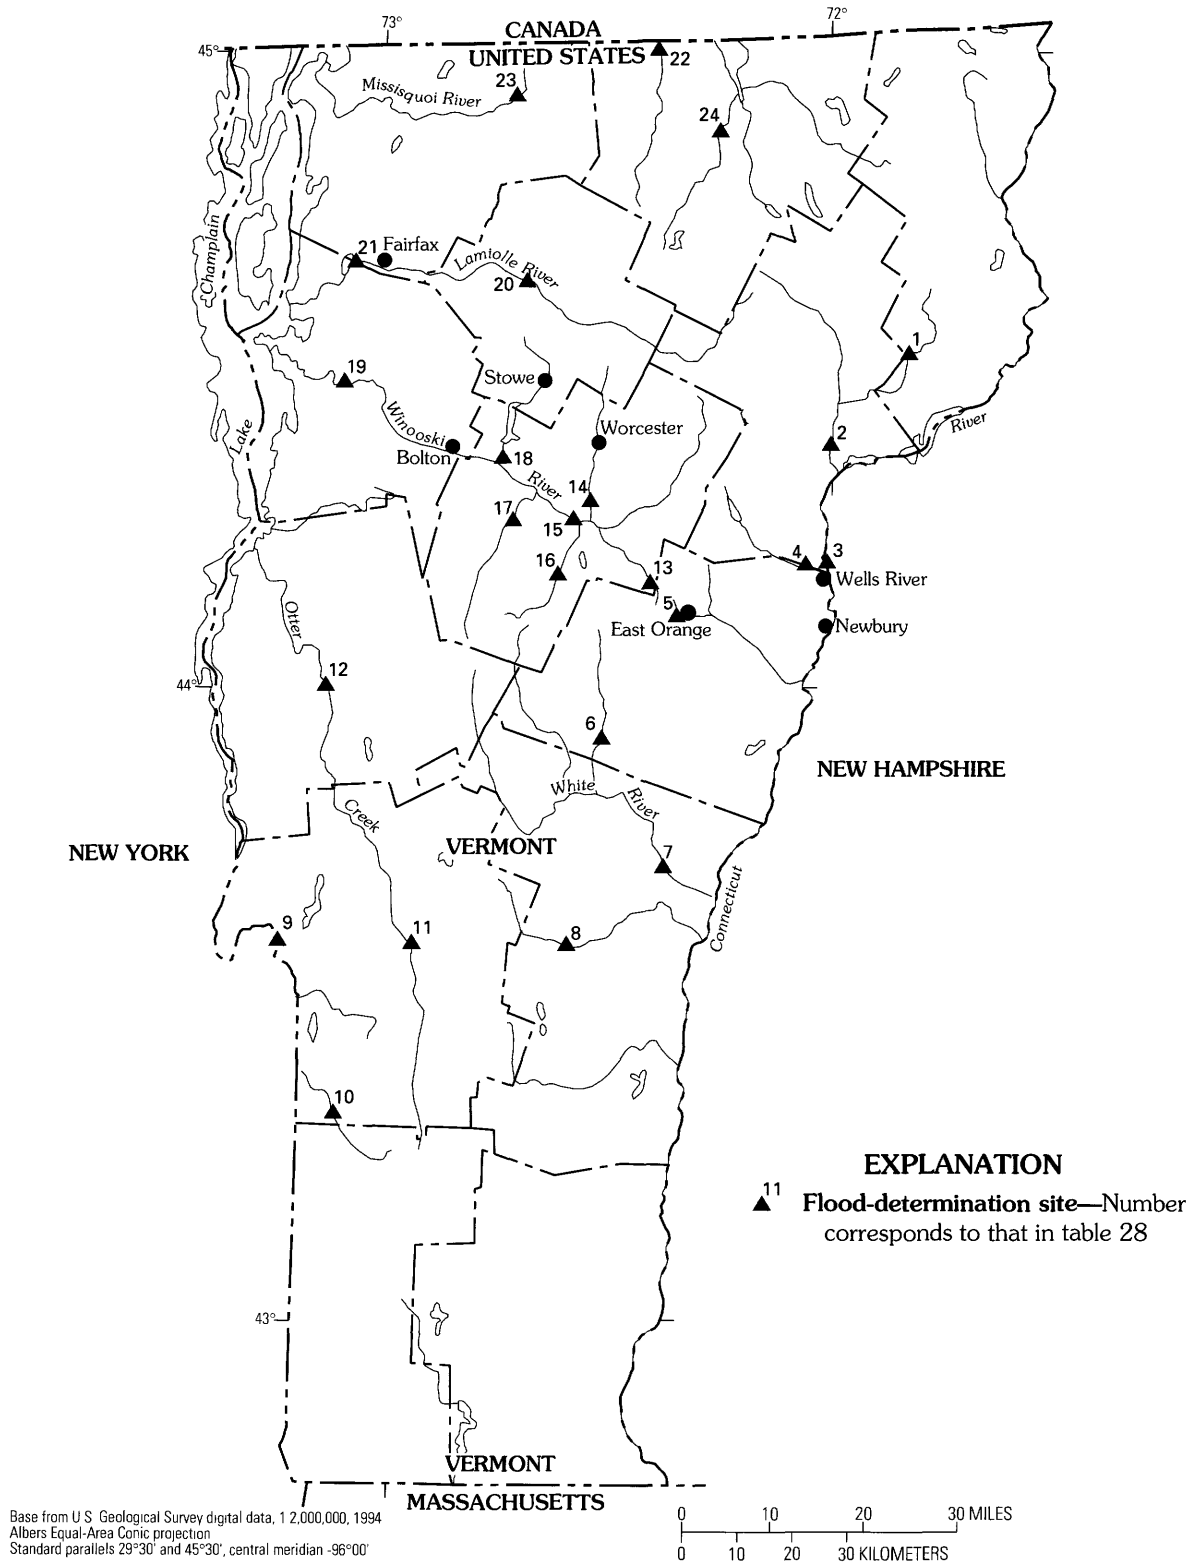 73°
72°
CANADA
45°
UNITED STATES
22
23
Missisquoi River
24
Champlain
21
Fairfax
Lamiolle River
20
1
19
Stowe
Winooski
River
Lake
Worcester
2
Bolton
18
River
14
17
15
4
3
16
13
Wells River
5
Otter
East Orange
Newbury
12
44°
6
NEW HAMPSHIRE
White
River
Creek
VERMONT
NEW YORK
7
Connecticut
9
11
8
10
EXPLANATION
11
Flood-determination site—Number
corresponds to that in table 28
43°
VERMONT
MASSACHUSETTS
Base from U S Geological Survey digital data, 1 2,000,000, 1994
Albers Equal-Area Conic projection
Standard parallels 29°30' and 45°30', central meridian -96°00'
0 10 20 30 MILES
0 10 20 30 KILOMETERS